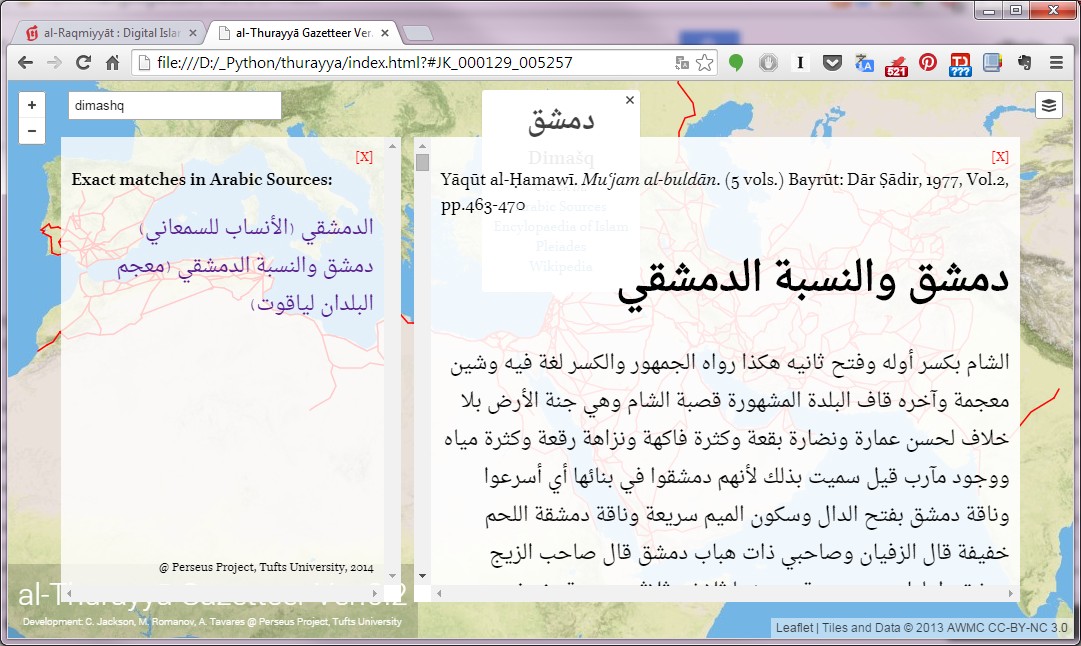 al-Raqmiyyāt : Digital Islar
al-Thurayyā Gazetteer Ver.
file:///D:/_Python/thurayya/index.html?#JK_000129_005257
521
???
+
−
dimashq
دمشق
Dimašq
Arabic Sources
Encyclopaedia of Islam
Pleiades
Wikipedia
[X]
Exact matches in Arabic Sources:
الدمشقي (الأنساب للسمعاني)
دمشق والنسبة الدمشقي (معجم
البلدان لياقوت)
@ Perseus Project, Tufts University, 2014
[X]
Yāqūt al-Ḥamawī. Muʿjam al-buldān. (5 vols.) Bayrūt: Dār Ṣādir, 1977, Vol.2,
pp.463-470
دمشق والنسبة الدمشقي
الشام بكسر أوله وفتح ثانيه هكذا رواه الجمهور والكسر لغة فيه وشين
معجمة وآخره قاف البلدة المشهورة قصبة الشام وهي جنة الأرض بلا
خلاف لحسن عمارة ونضارة بقعة وكثرة فاكهة ونزاهة رقعة وكثرة مياه
ووجود مآرب قيل سميت بذلك لأنهم دمشقوا في بنائها أي أسرعوا
وناقة دمشق بفتح الدال وسكون الميم سريعة وناقة دمشقة اللحم
خفيفة قال الزفيان وصاحبي ذات هباب دمشق قال صاحب الزيج
al-Thurayyā Gazetteer Ver.0.2
Development: C. Jackson, M. Romanov, A. Tavares @ Perseus Project, Tufts University
Leaflet | Tiles and Data © 2013 AWMC CC-BY-NC 3.0